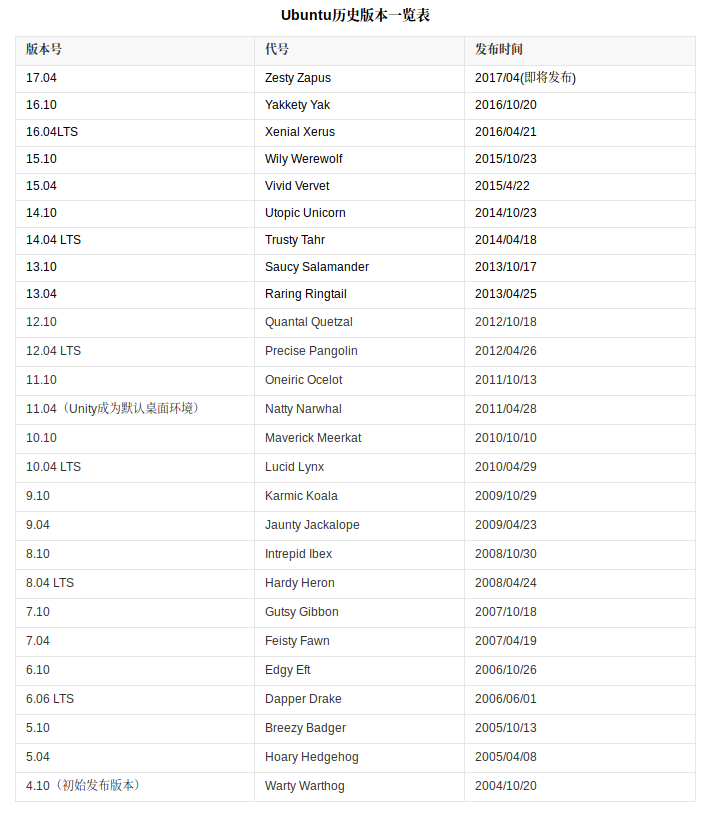 Ubuntu历史版本一览表
版本号 代号 发布时间
17.04 Zesty Zapus 2017/04(即将发布)
16.10 Yakkety Yak 2016/10/20
16.04LTS Xenial Xerus 2016/04/21
15.10 Wily Werewolf 2015/10/23
15.04 Vivid Vervet 2015/4/22
14.10 Utopic Unicorn 2014/10/23
14.04 LTS Trusty Tahr 2014/04/18
13.10 Saucy Salamander 2013/10/17
13.04 Raring Ringtail 2013/04/25
12.10 Quantal Quetzal 2012/10/18
12.04 LTS Precise Pangolin 2012/04/26
11.10 Oneiric Ocelot 2011/10/13
11.04（Unity成为默认桌面环境） Natty Narwhal 2011/04/28
10.10 Maverick Meerkat 2010/10/10
10.04 LTS Lucid Lynx 2010/04/29
9.10 Karmic Koala 2009/10/29
9.04 Jaunty Jackalope 2009/04/23
8.10 Intrepid Ibex 2008/10/30
8.04 LTS Hardy Heron 2008/04/24
7.10 Gutsy Gibbon 2007/10/18
7.04 Feisty Fawn 2007/04/19
6.10 Edgy Eft 2006/10/26
6.06 LTS Dapper Drake 2006/06/01
5.10 Breezy Badger 2005/10/13
5.04 Hoary Hedgehog 2005/04/08
4.10（初始发布版本） Warty Warthog 2004/10/20